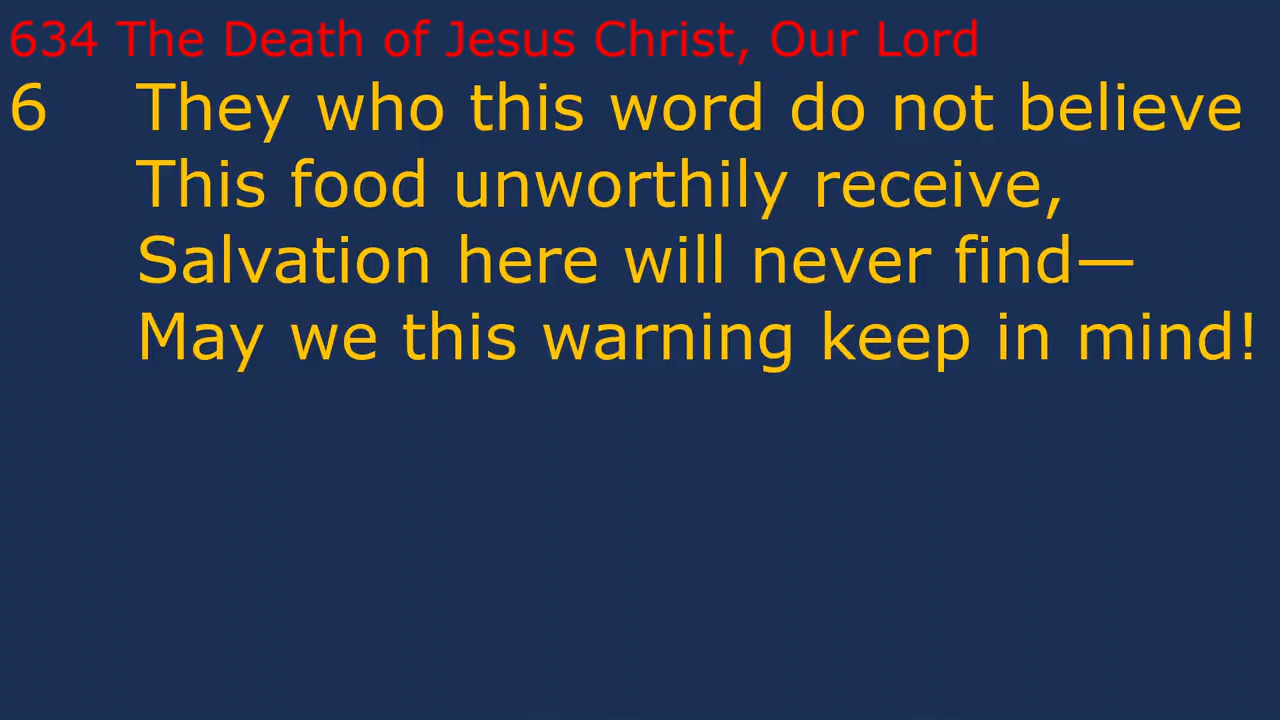 634 The Death of Jesus Christ, Our Lord
6 They who this word do not believe
This food unworthily receive,
Salvation here will never find—
May we this warning keep in mind!